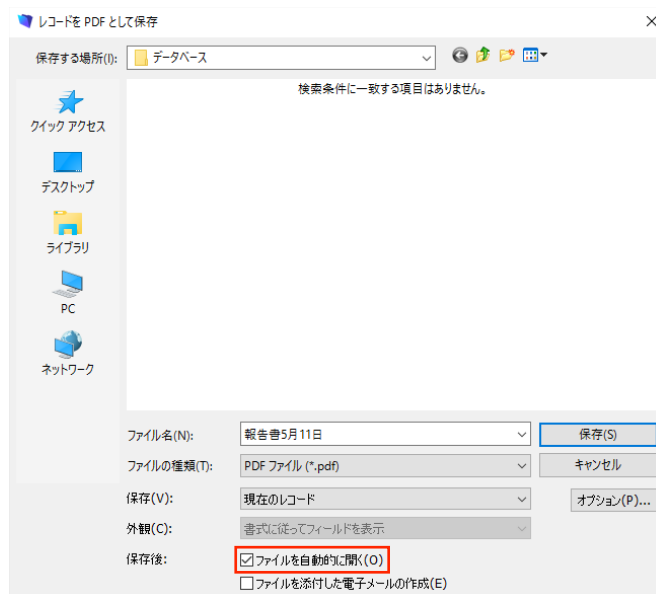 レコードを PDF として保存
保存する場所(I): データベース
検索条件に一致する項目はありません。
クイック アクセス
デスクトップ
ライブラリ
PC
ネットワーク
ファイル名(N): 報告書5月11日 保存(S)
ファイルの種類(T): PDF ファイル (*.pdf) キャンセル
保存(V): 現在のレコード オプション(P)...
外観(C): 書式に従ってフィールドを表示
保存後: ファイルを自動的に開く(O)
ファイルを添付した電子メールの作成(E)